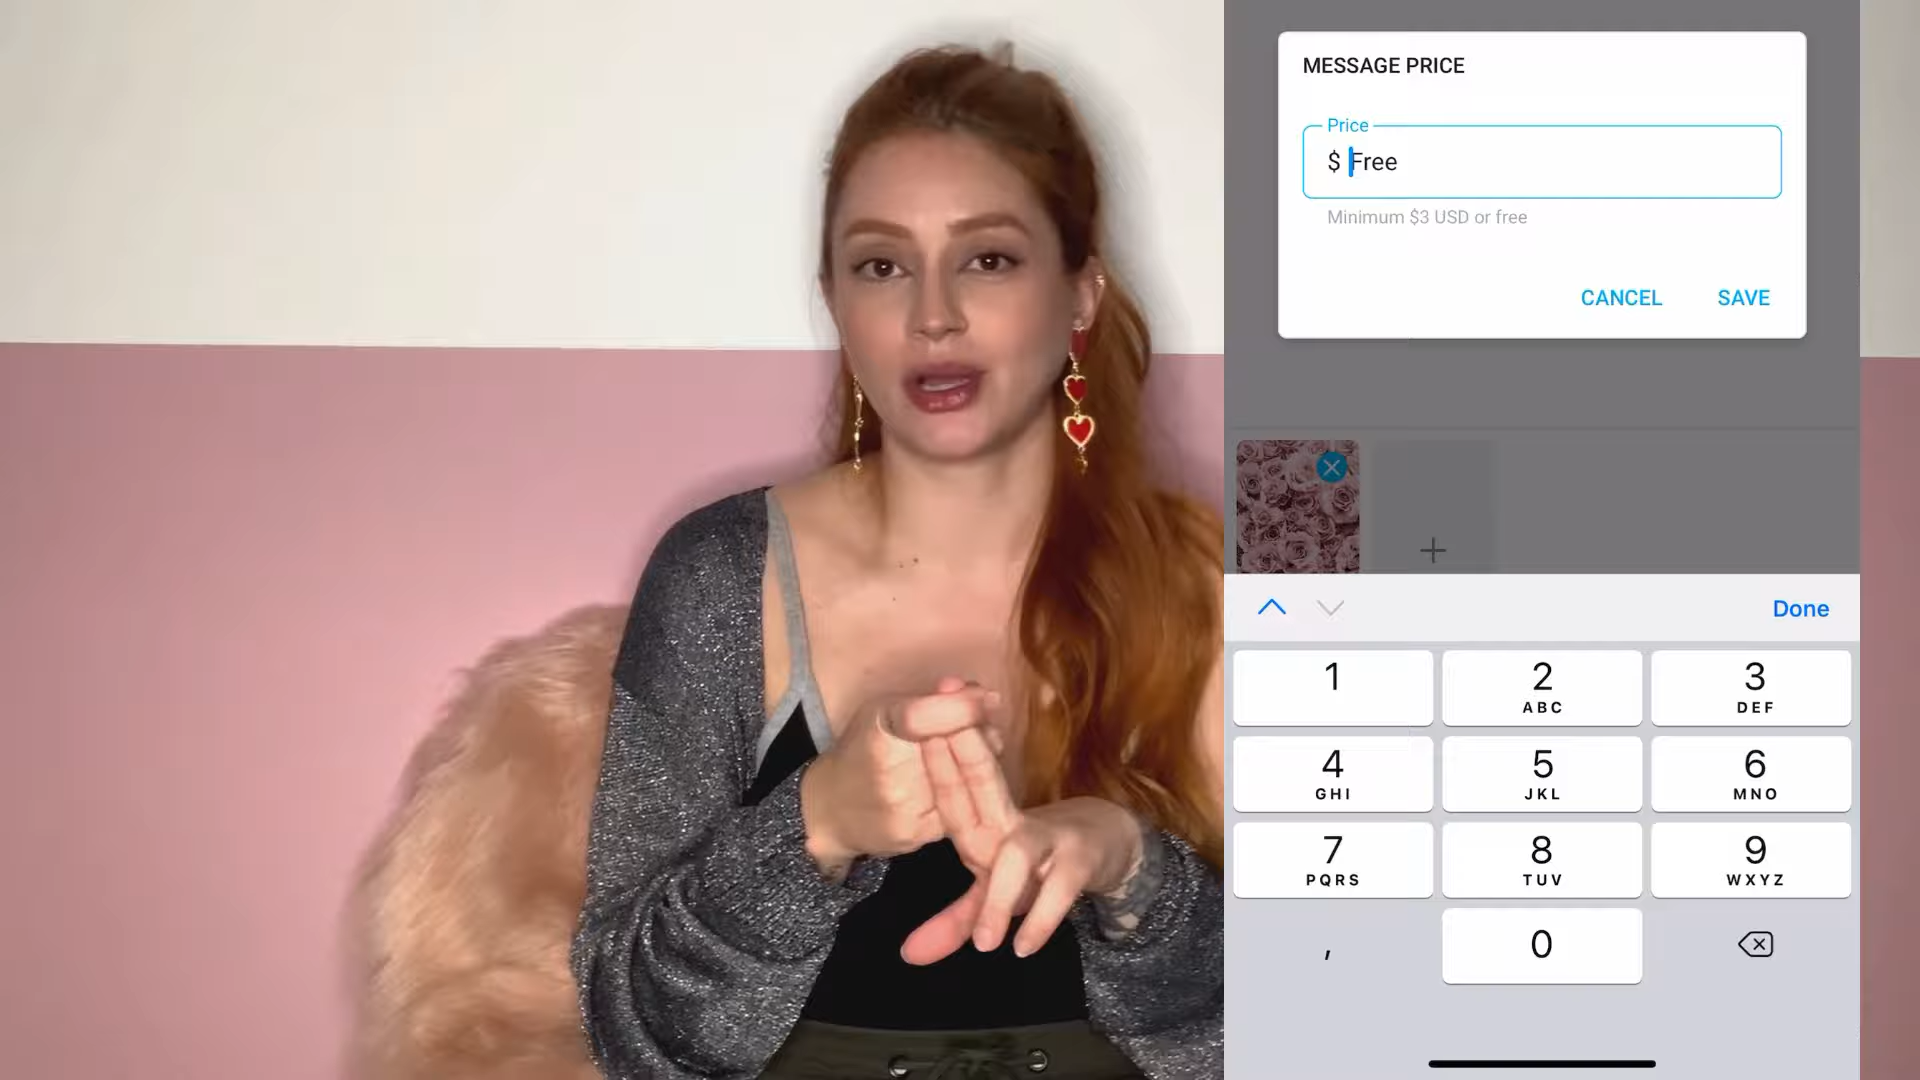 MESSAGE PRICE
Price
$ Free
Minimum $3 USD or free
CANCEL SAVE
Done
1 2 3
ABC DEF
4 5 6
GHI JKL MNO
7 8 9
PQRS TUV WXYZ
, 0